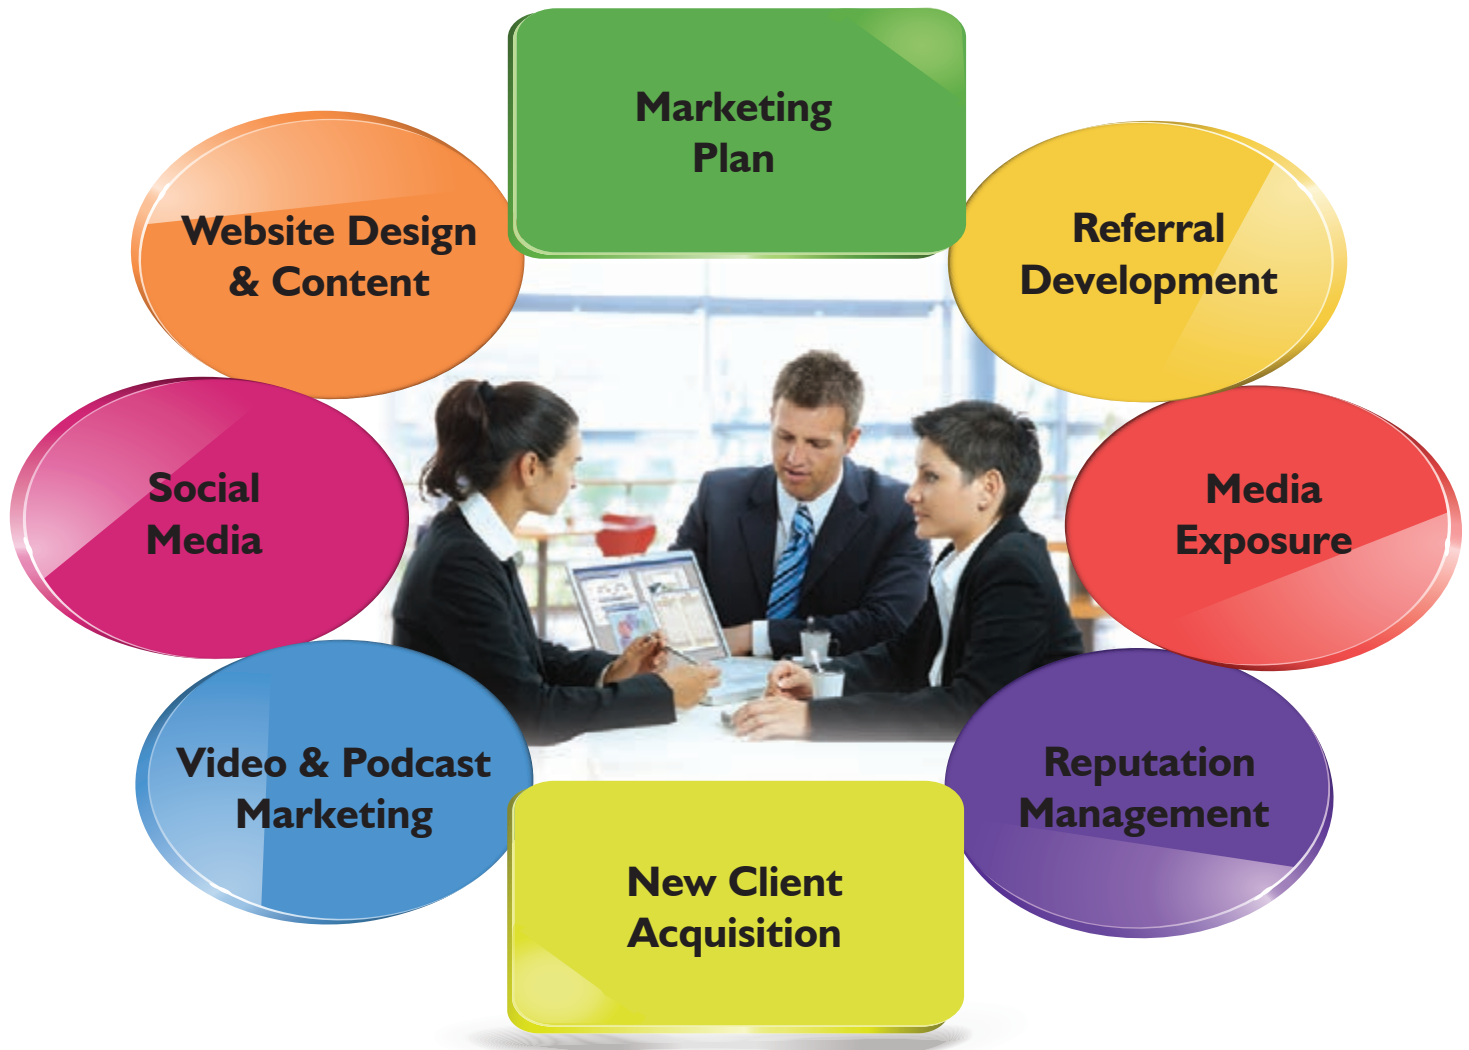 Marketing
Plan
Website Design
& Content
Referral
Development
Social
Media
Media
Exposure
Video & Podcast
Marketing
Reputation
Management
New Client
Acquisition